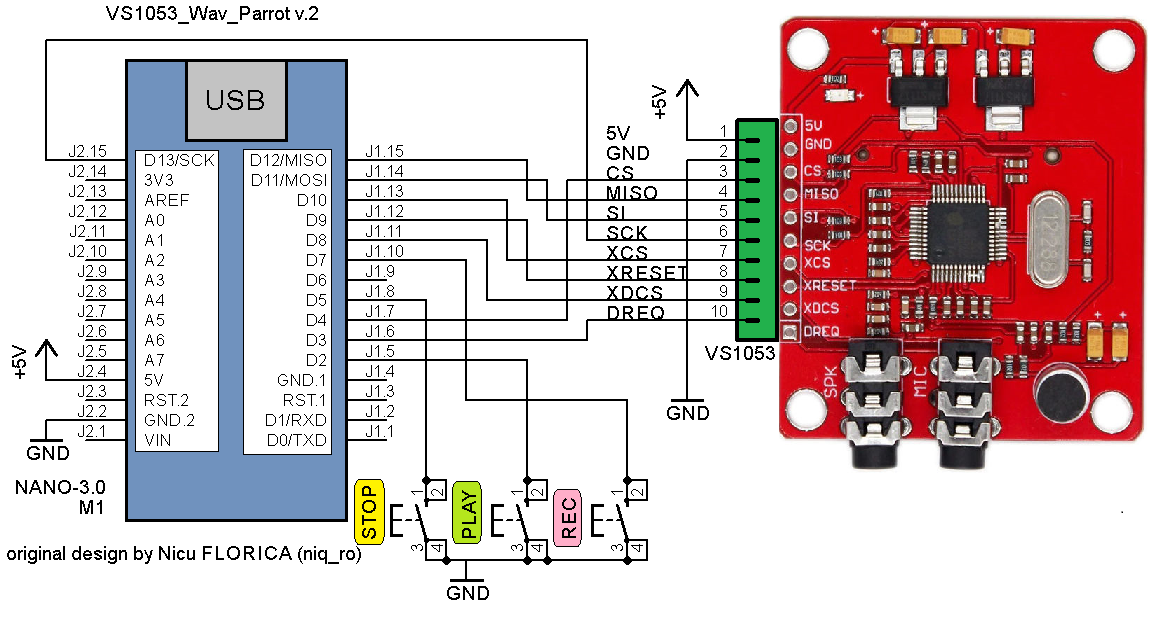 VS1053_Wav_Parrot v.2
USB
J2.15
J2.14
J2.13
J2.12
J2.11
J2.10
J2.9
J2.8
J2.7
J2.6
J2.5
J2.4
J2.3
J2.2
J2.1
D13/SCK
3V3
AREF
A0
A1
A2
A3
A4
A5
A6
A7
5V
RST.2
GND.2
VIN
D12/MISO
D11/MOSI
D10
D9
D8
D7
D6
D5
D4
D3
D2
GND.1
RST.1
D1/RXD
D0/TXD
J1.15
J1.14
J1.13
J1.12
J1.11
J1.10
J1.9
J1.8
J1.7
J1.6
J1.5
J1.4
J1.3
J1.2
J1.1
+5V
GND
NANO-3.0
M1
original design by Nicu FLORICA (niq_ro)
STOP
1 2
3 4
PLAY
1 2
3 4
REC
1 2
3 4
GND
+5V
5V 1
GND 2
CS 3
MISO 4
SI 5
SCK 6
XCS 7
XRESET 8
XDCS 9
DREQ 10
VS1053
GND
5V
GND
CS
MISO
SI
SCK
XCS
XRESET
XDCS
DREQ
SPK
MIC
12.288